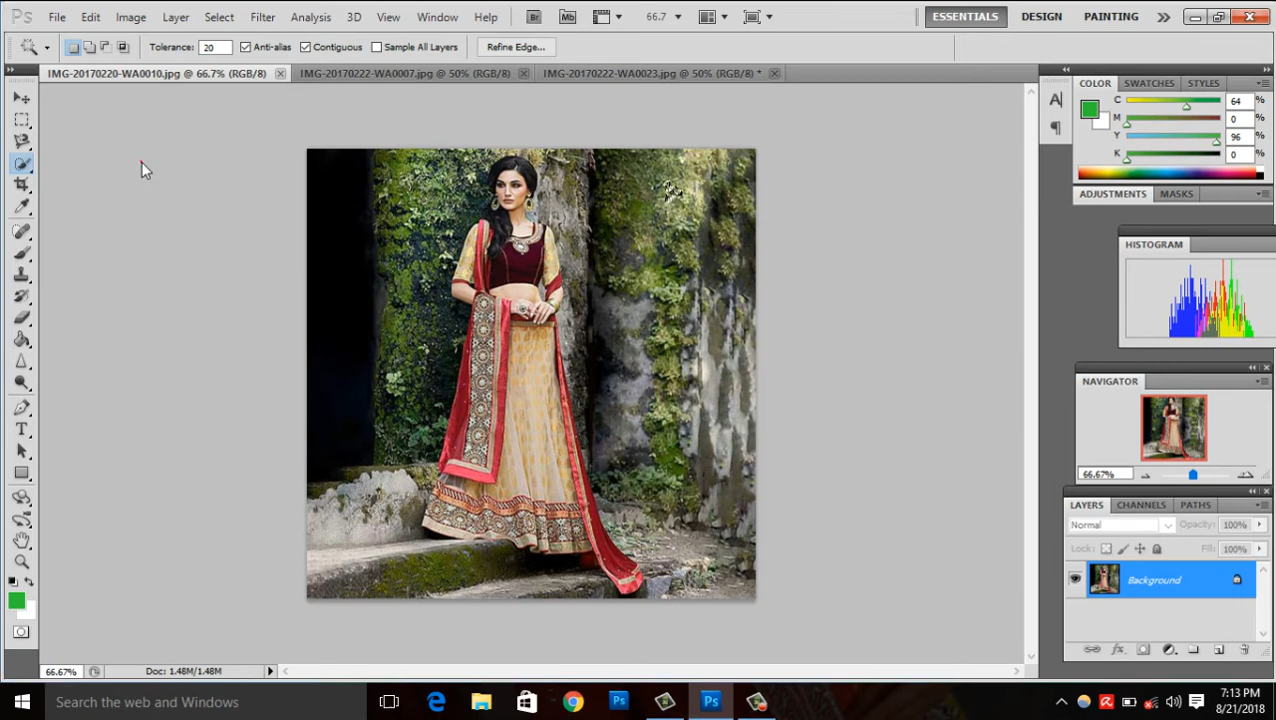 Ps File Edit Image Layer Select Filter Analysis 3D View Window Help Br Mb 66.7 ESSENTIALS DESIGN PAINTING
Tolerance: 20 Anti-alias Contiguous Sample All Layers Refine Edge...
IMG-20170220-WA0010.jpg @ 66.7% (RGB/8) IMG-20170222-WA0007.jpg @ 50% (RGB/8) IMG-20170222-WA0023.jpg @ 50% (RGB/8) *
COLOR SWATCHES STYLES
C 64 %
M 0 %
Y 96 %
K 0 %
ADJUSTMENTS MASKS
HISTOGRAM
NAVIGATOR
66.67%
LAYERS CHANNELS PATHS
Normal Opacity: 100%
Lock: Fill: 100%
Background
66.67% Doc: 1.48M/1.48M
Search the web and Windows
Ps Ps
7:13 PM
8/21/2018